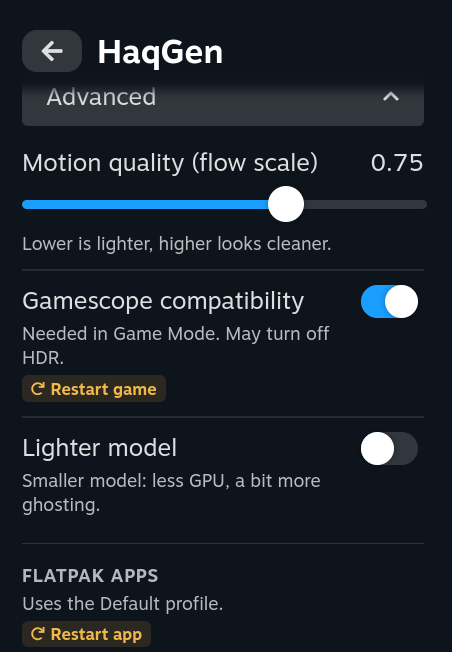 HaqGen
Advanced
Motion quality (flow scale) 0.75
Lower is lighter, higher looks cleaner.
Gamescope compatibility
Needed in Game Mode. May turn off
HDR.
Restart game
Lighter model
Smaller model: less GPU, a bit more
ghosting.
FLATPAK APPS
Uses the Default profile.
Restart app